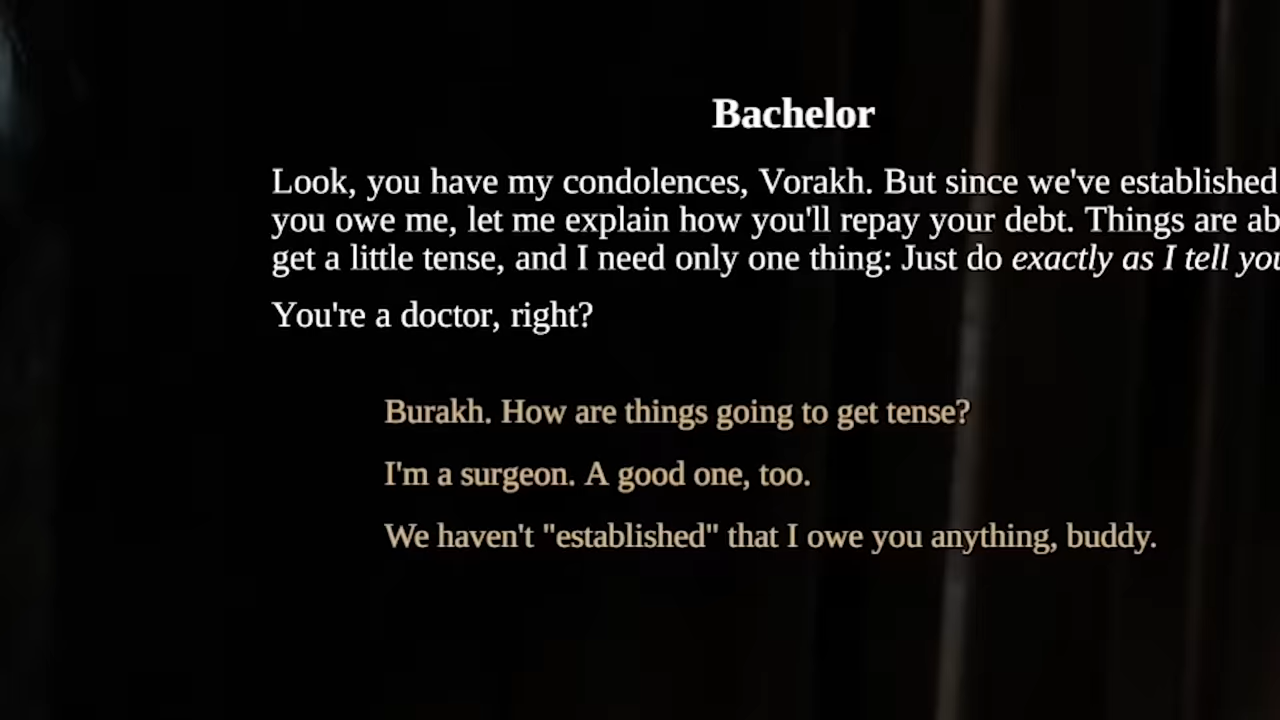 Bachelor
Look, you have my condolences, Vorakh. But since we've established
you owe me, let me explain how you'll repay your debt. Things are ab
get a little tense, and I need only one thing: Just do exactly as I tell you
You're a doctor, right?
Burakh. How are things going to get tense?
I'm a surgeon. A good one, too.
We haven't "established" that I owe you anything, buddy.